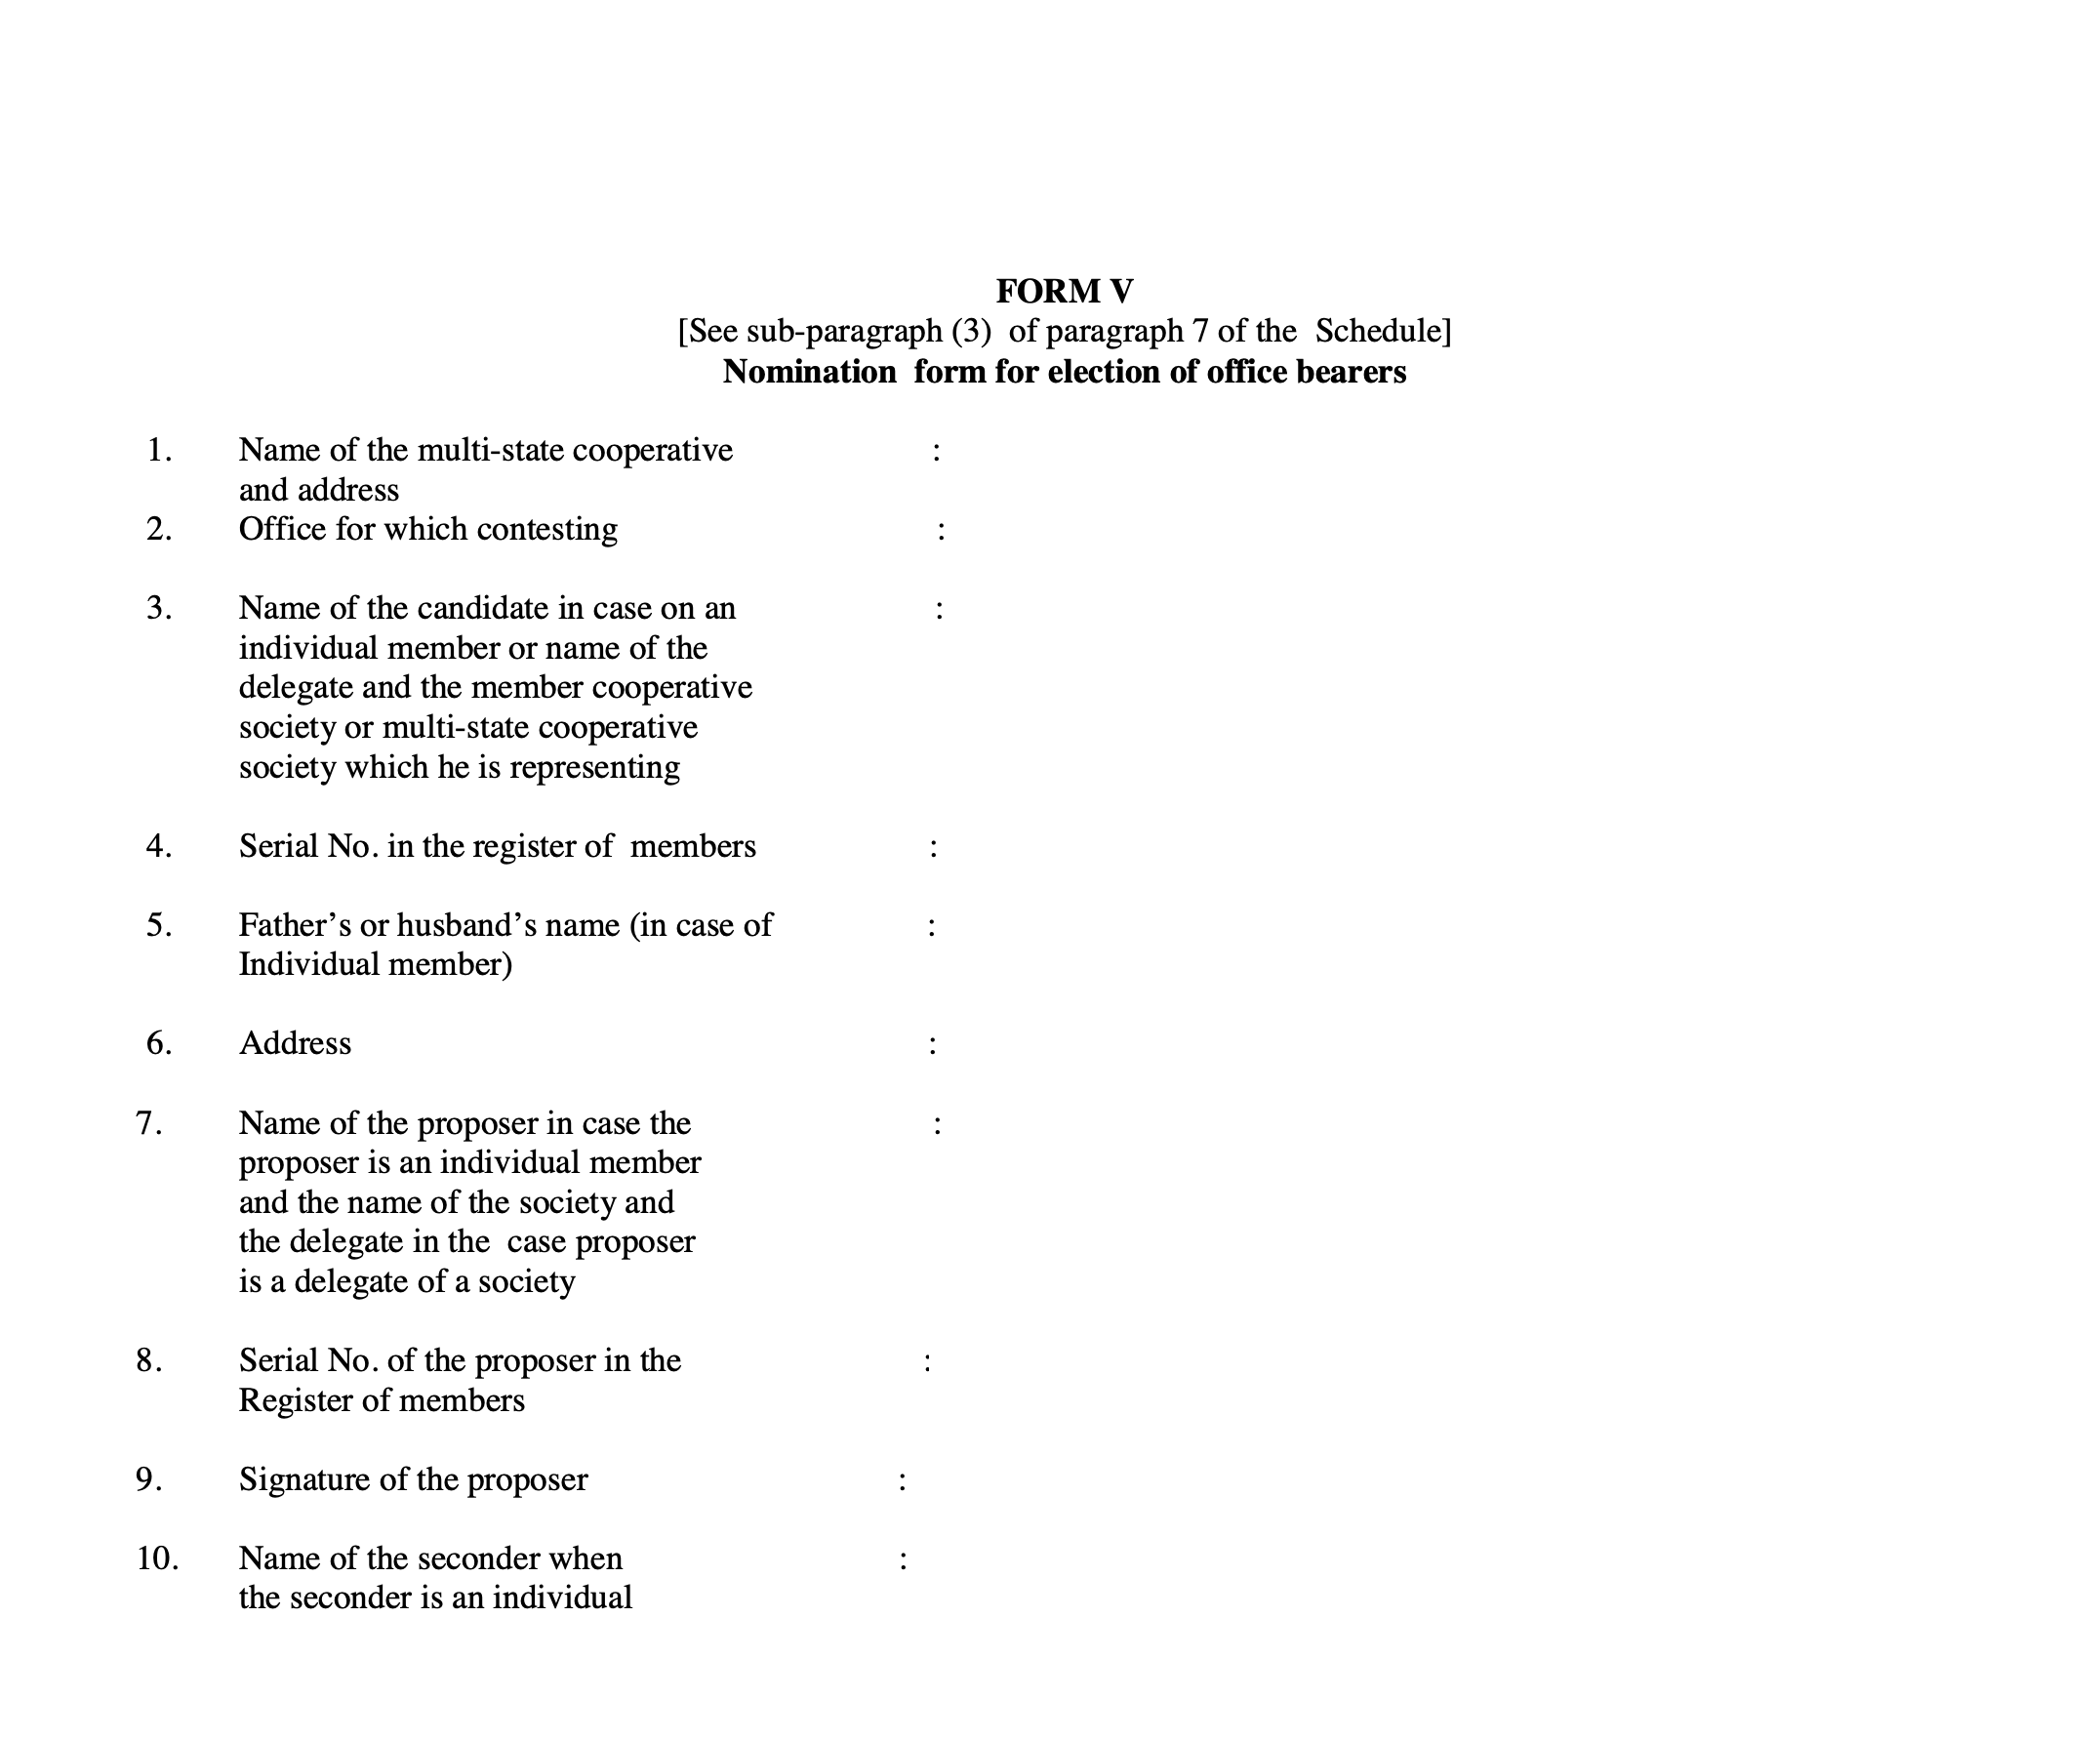 FORM V
[See sub-paragraph (3)  of paragraph 7 of the  Schedule]
Nomination  form for election of office bearers
1. Name of the multi-state cooperative :
and address
2. Office for which contesting :
3. Name of the candidate in case on an :
individual member or name of the
delegate and the member cooperative
society or multi-state cooperative
society which he is representing
4. Serial No. in the register of  members :
5. Father’s or husband’s name (in case of :
Individual member)
6. Address :
7. Name of the proposer in case the :
proposer is an individual member
and the name of the society and
the delegate in the  case proposer
is a delegate of a society
8. Serial No. of the proposer in the :
Register of members
9. Signature of the proposer :
10. Name of the seconder when :
the seconder is an individual